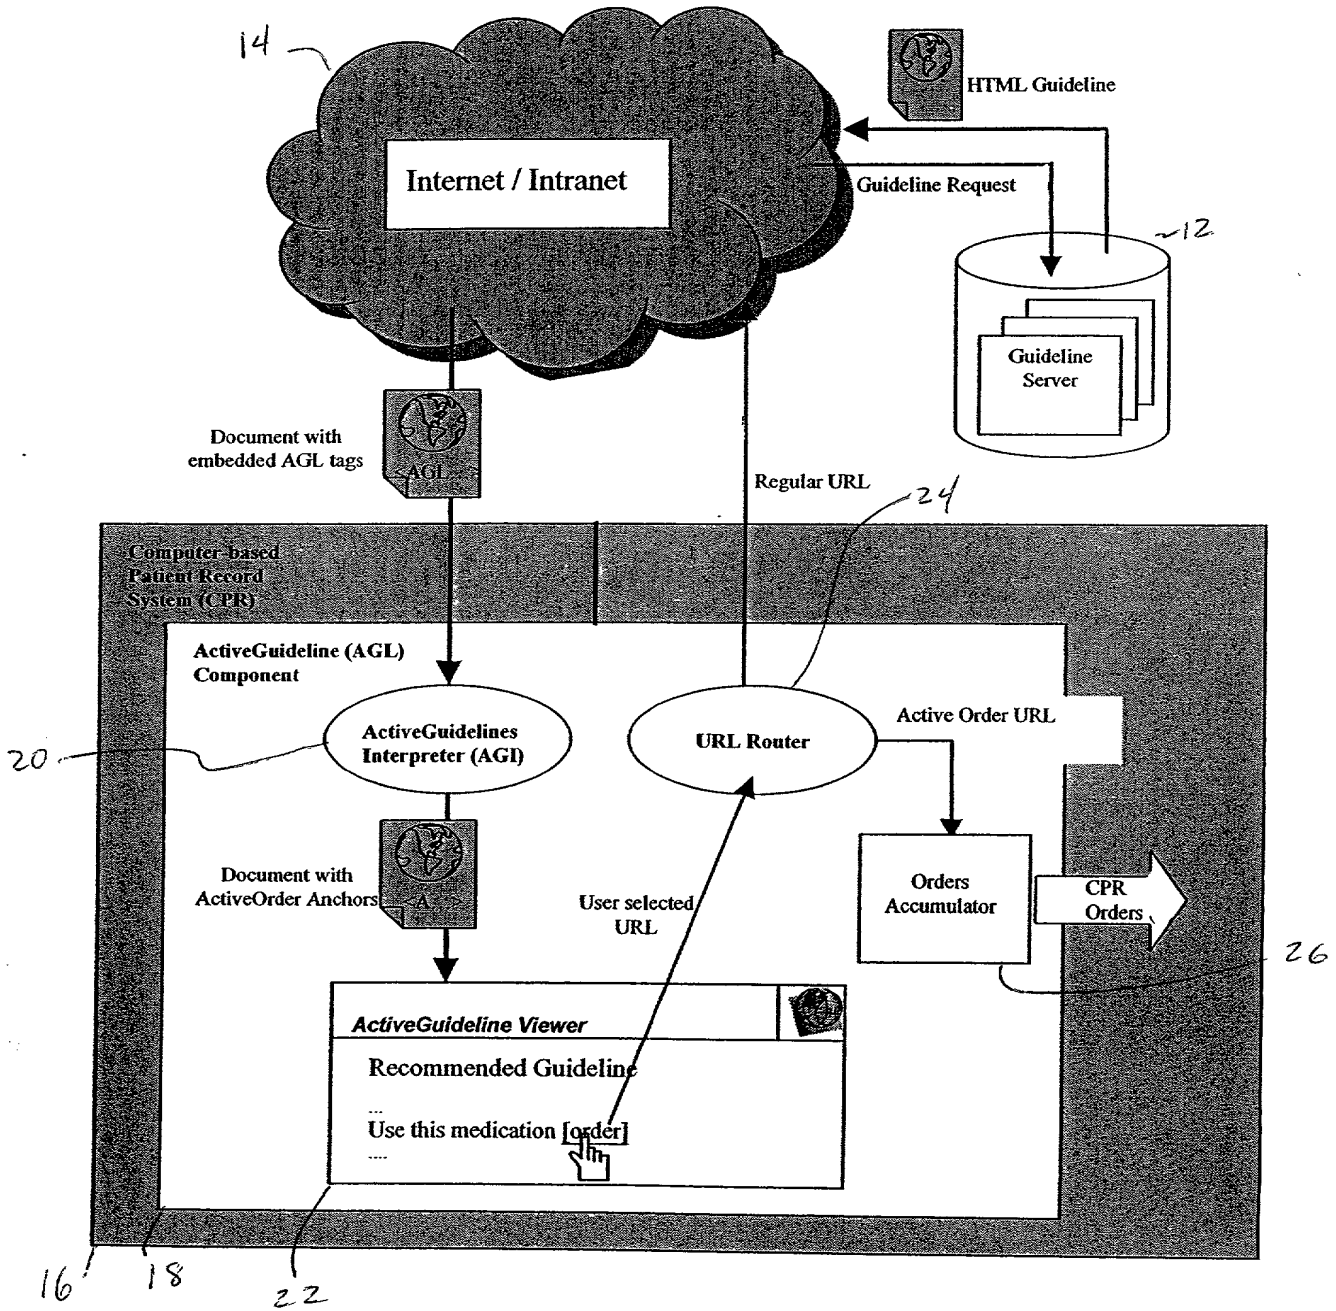 14
HTML Guideline
Internet / Intranet
Guideline Request
12
Guideline
Server
Document with
embedded AGL tags
<AGL>
Regular URL
24
Computer-based
Patient Record
System (CPR)
ActiveGuideline (AGL)
Component
ActiveGuidelines
Interpreter (AGI)
URL Router
Active Order URL
20
Document with
ActiveOrder Anchors
<A>
User selected
URL
Orders
Accumulator
CPR
Orders
26
ActiveGuideline Viewer
Recommended Guideline
...
Use this medication [order]
....
16
18
22